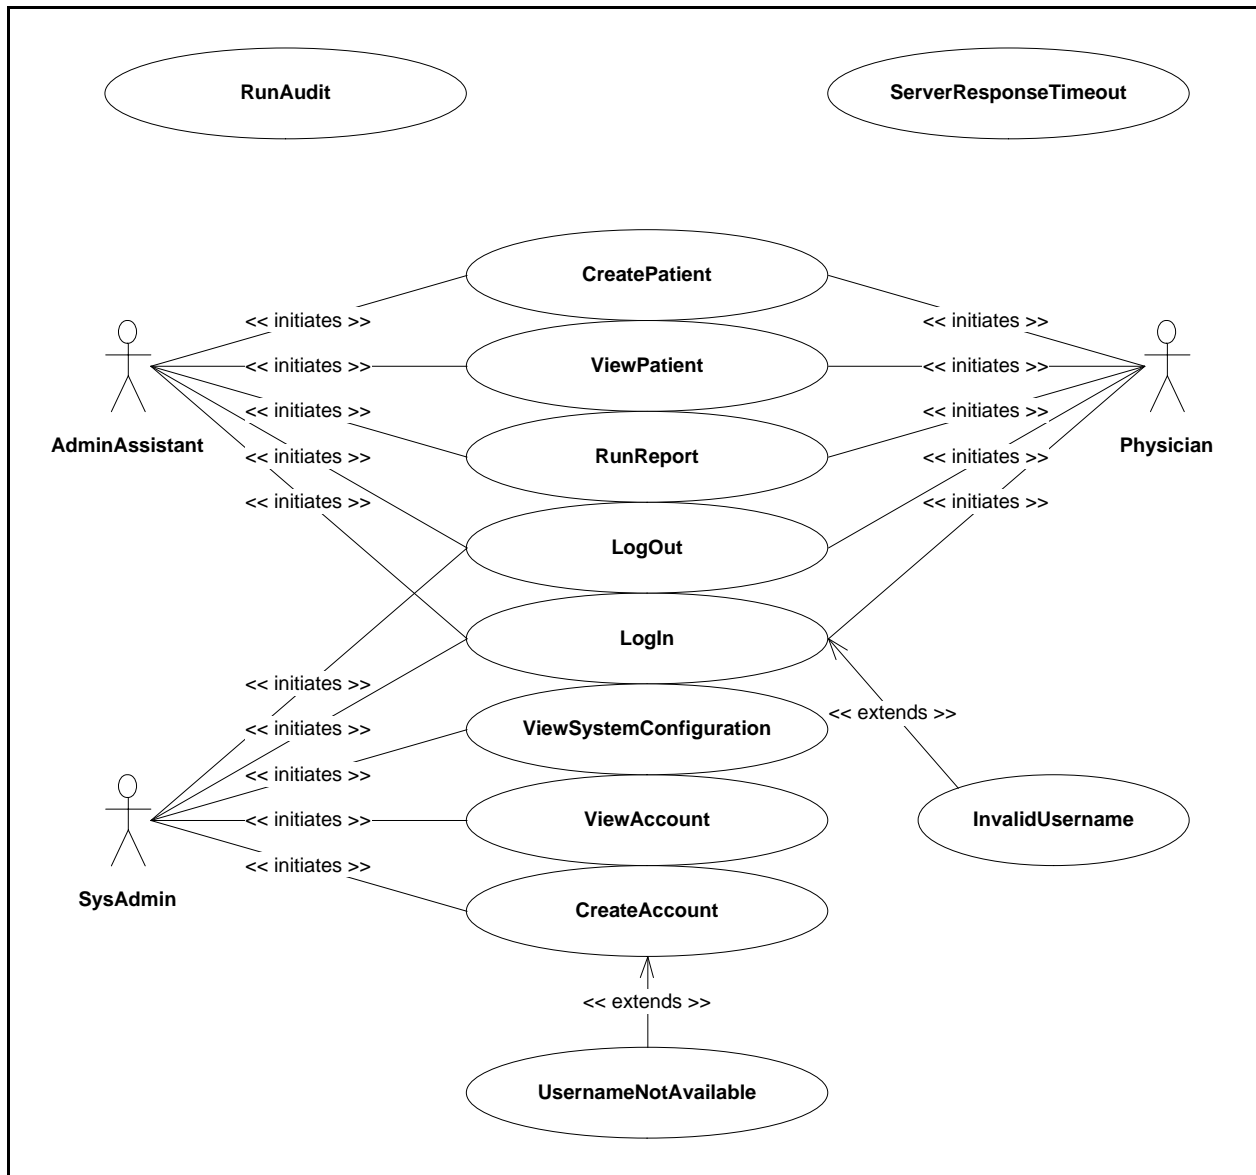 RunAudit
ServerResponseTimeout
CreatePatient
<< initiates >>
<< initiates >>
<< initiates >>
ViewPatient
<< initiates >>
<< initiates >>
<< initiates >>
AdminAssistant
Physician
<< initiates >>
RunReport
<< initiates >>
<< initiates >>
<< initiates >>
LogOut
LogIn
<< initiates >>
<< extends >>
<< initiates >>
ViewSystemConfiguration
<< initiates >>
<< initiates >>
ViewAccount
InvalidUsername
<< initiates >>
SysAdmin
CreateAccount
<< extends >>
UsernameNotAvailable